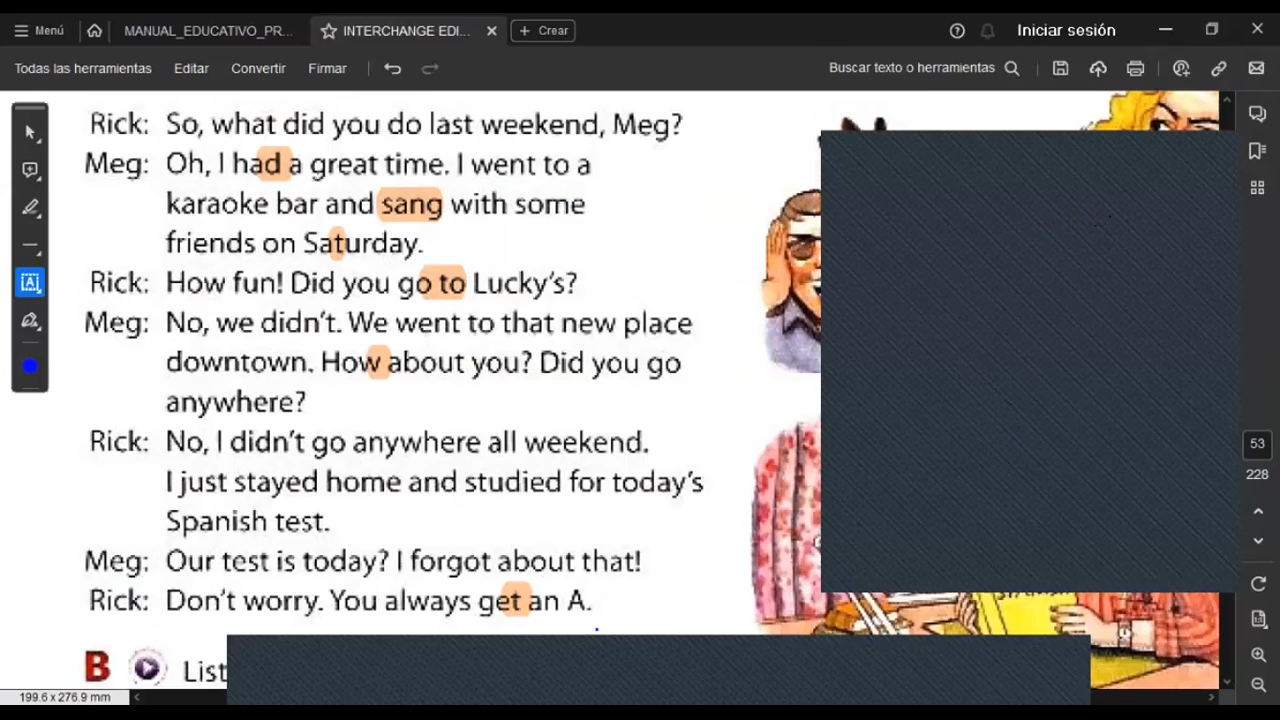 Menú
MANUAL_EDUCATIVO_PR...
INTERCHANGE EDI...
Crear
Iniciar sesión
Todas las herramientas
Editar
Convertir
Firmar
Buscar texto o herramientas
Rick: So, what did you do last weekend, Meg?
Meg: Oh, I had a great time. I went to a
karaoke bar and sang with some
friends on Saturday.
Rick: How fun! Did you go to Lucky's?
Meg: No, we didn't. We went to that new place
downtown. How about you? Did you go
anywhere?
Rick: No, I didn't go anywhere all weekend.
I just stayed home and studied for today's
Spanish test.
Meg: Our test is today? I forgot about that!
Rick: Don't worry. You always get an A.
B List
53
228
199.6 x 276.9 mm